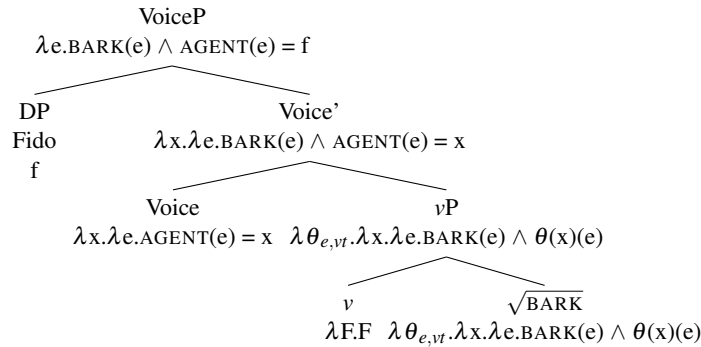 VoiceP
λe.BARK(e) ∧ AGENT(e) = f
DP Voice’
Fido λx.λe.BARK(e) ∧ AGENT(e) = x
f
Voice vP
λx.λe.AGENT(e) = x λθe,vt.λx.λe.BARK(e) ∧ θ(x)(e)
v √BARK
λF.F λθe,vt.λx.λe.BARK(e) ∧ θ(x)(e)